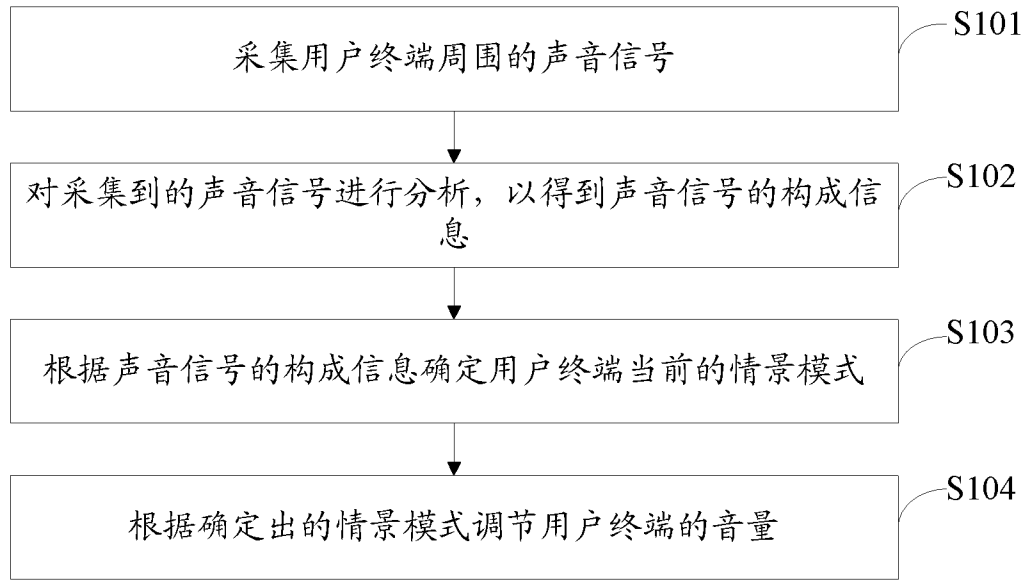 采集用户终端周围的声音信号
S101
对采集到的声音信号进行分析，以得到声音信号的构成信
息
S102
根据声音信号的构成信息确定用户终端当前的情景模式
S103
根据确定出的情景模式调节用户终端的音量
S104